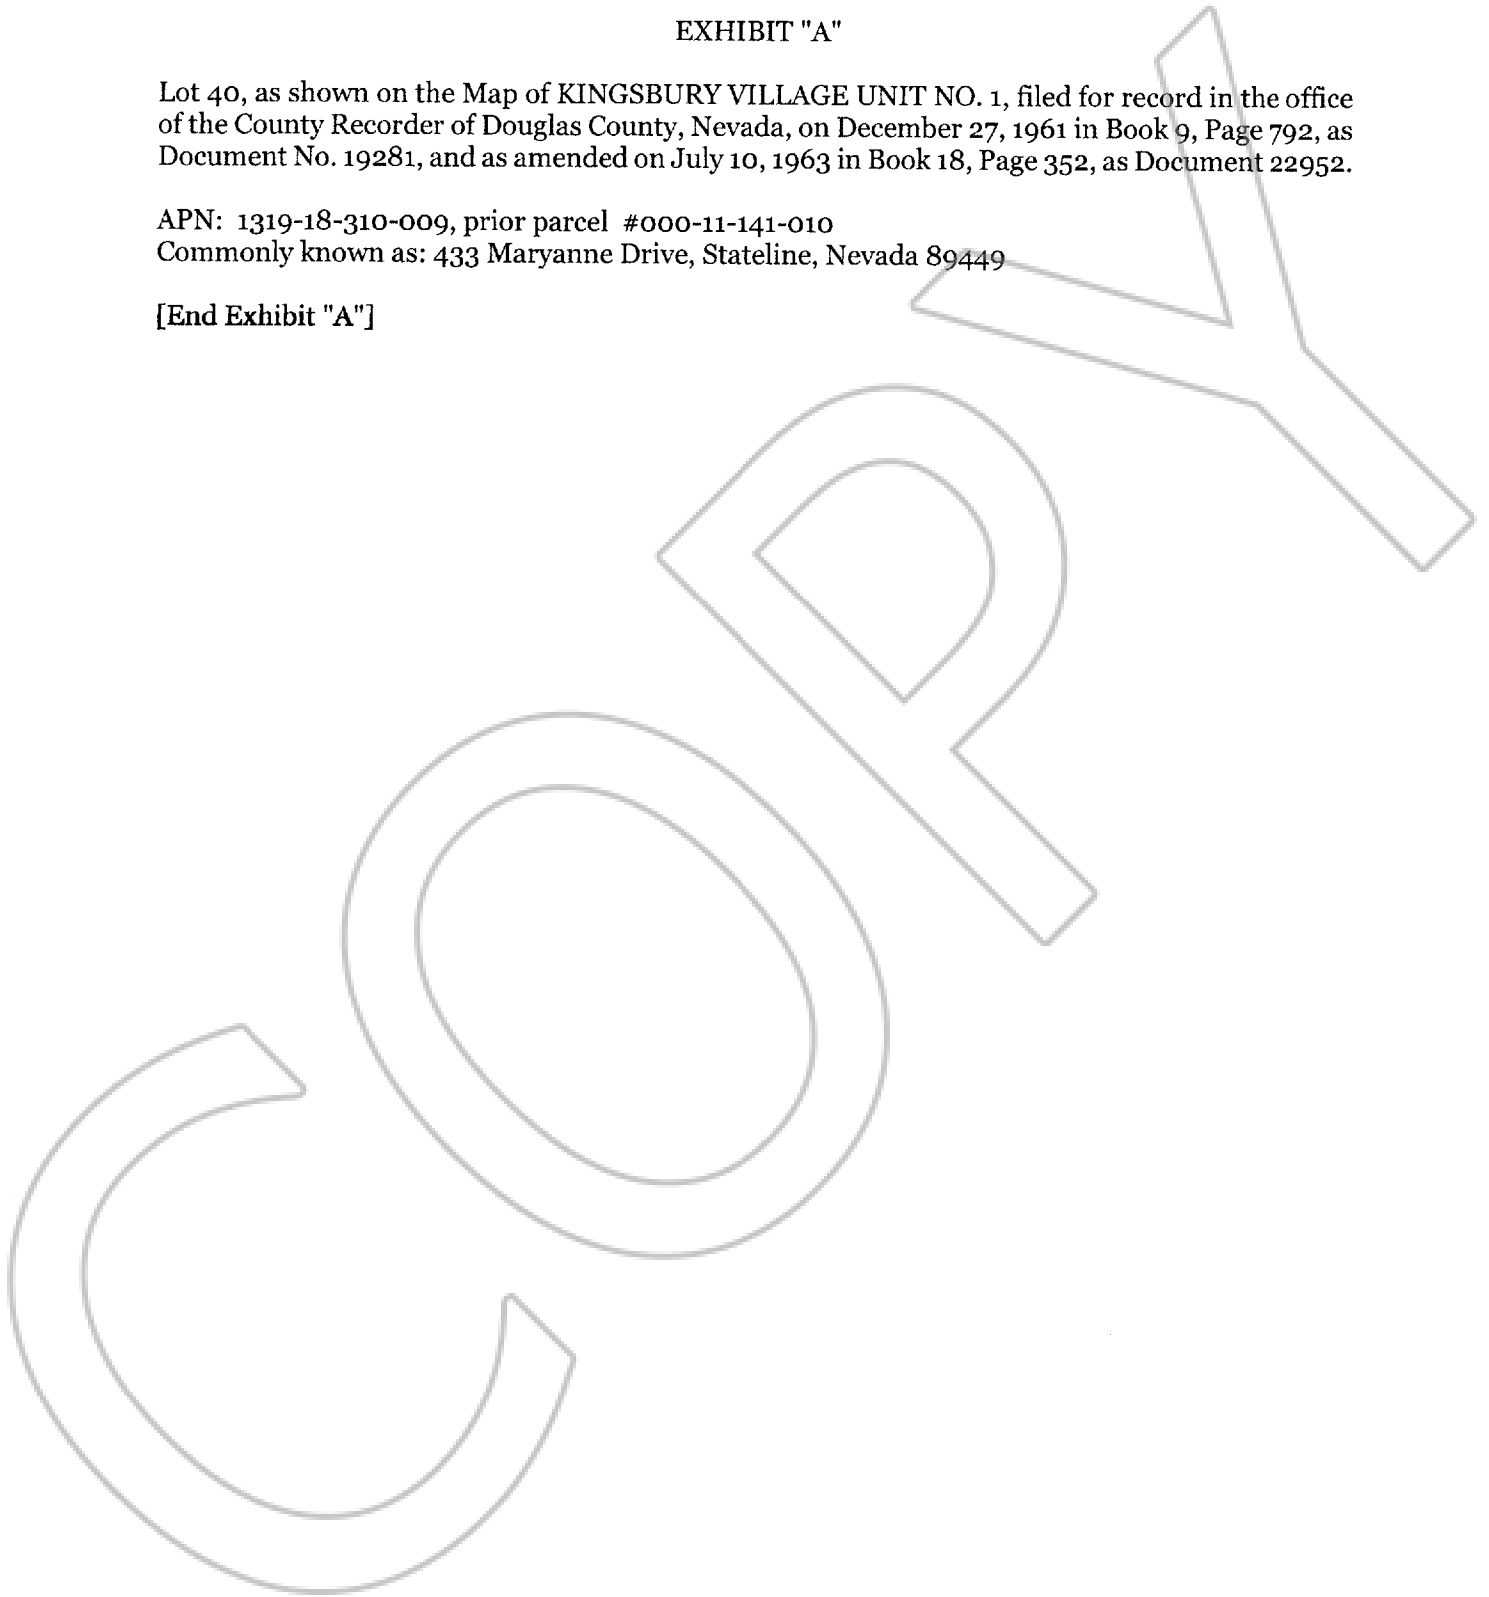 EXHIBIT "A"
Lot 40, as shown on the Map of KINGSBURY VILLAGE UNIT NO. 1, filed for record in the office
of the County Recorder of Douglas County, Nevada, on December 27, 1961 in Book 9, Page 792, as
Document No. 19281, and as amended on July 10, 1963 in Book 18, Page 352, as Document 22952.
APN: 1319-18-310-009, prior parcel #000-11-141-010
Commonly known as: 433 Maryanne Drive, Stateline, Nevada 89449
[End Exhibit "A"]
COPY